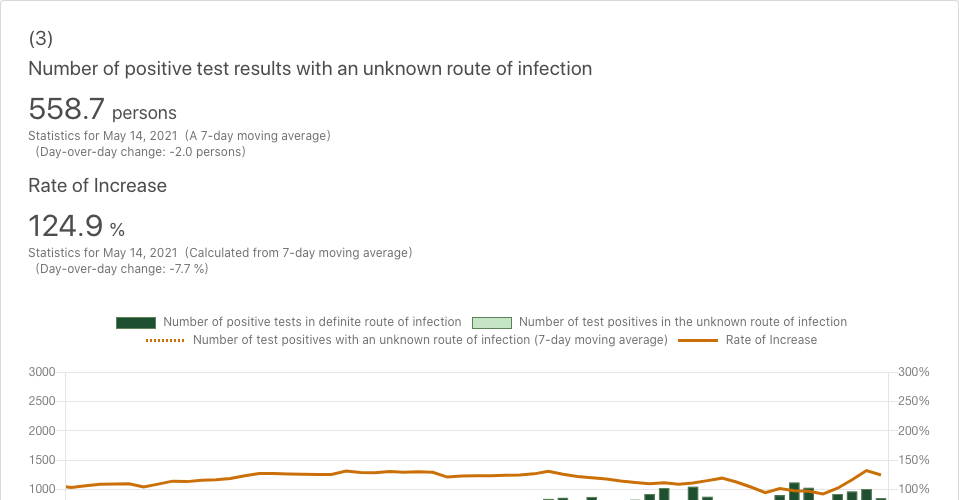 (3)
Number of positive test results with an unknown route of infection
558.7 persons
Statistics for May 14, 2021 (A 7-day moving average)
(Day-over-day change: -2.0 persons)
Rate of Increase
124.9 %
Statistics for May 14, 2021 (Calculated from 7-day moving average)
(Day-over-day change: -7.7 %)
Number of positive tests in definite route of infection Number of test positives in the unknown route of infection
Number of test positives with an unknown route of infection (7-day moving average) Rate of Increase
3000 300%
2500 250%
2000 200%
1500 150%
1000 100%